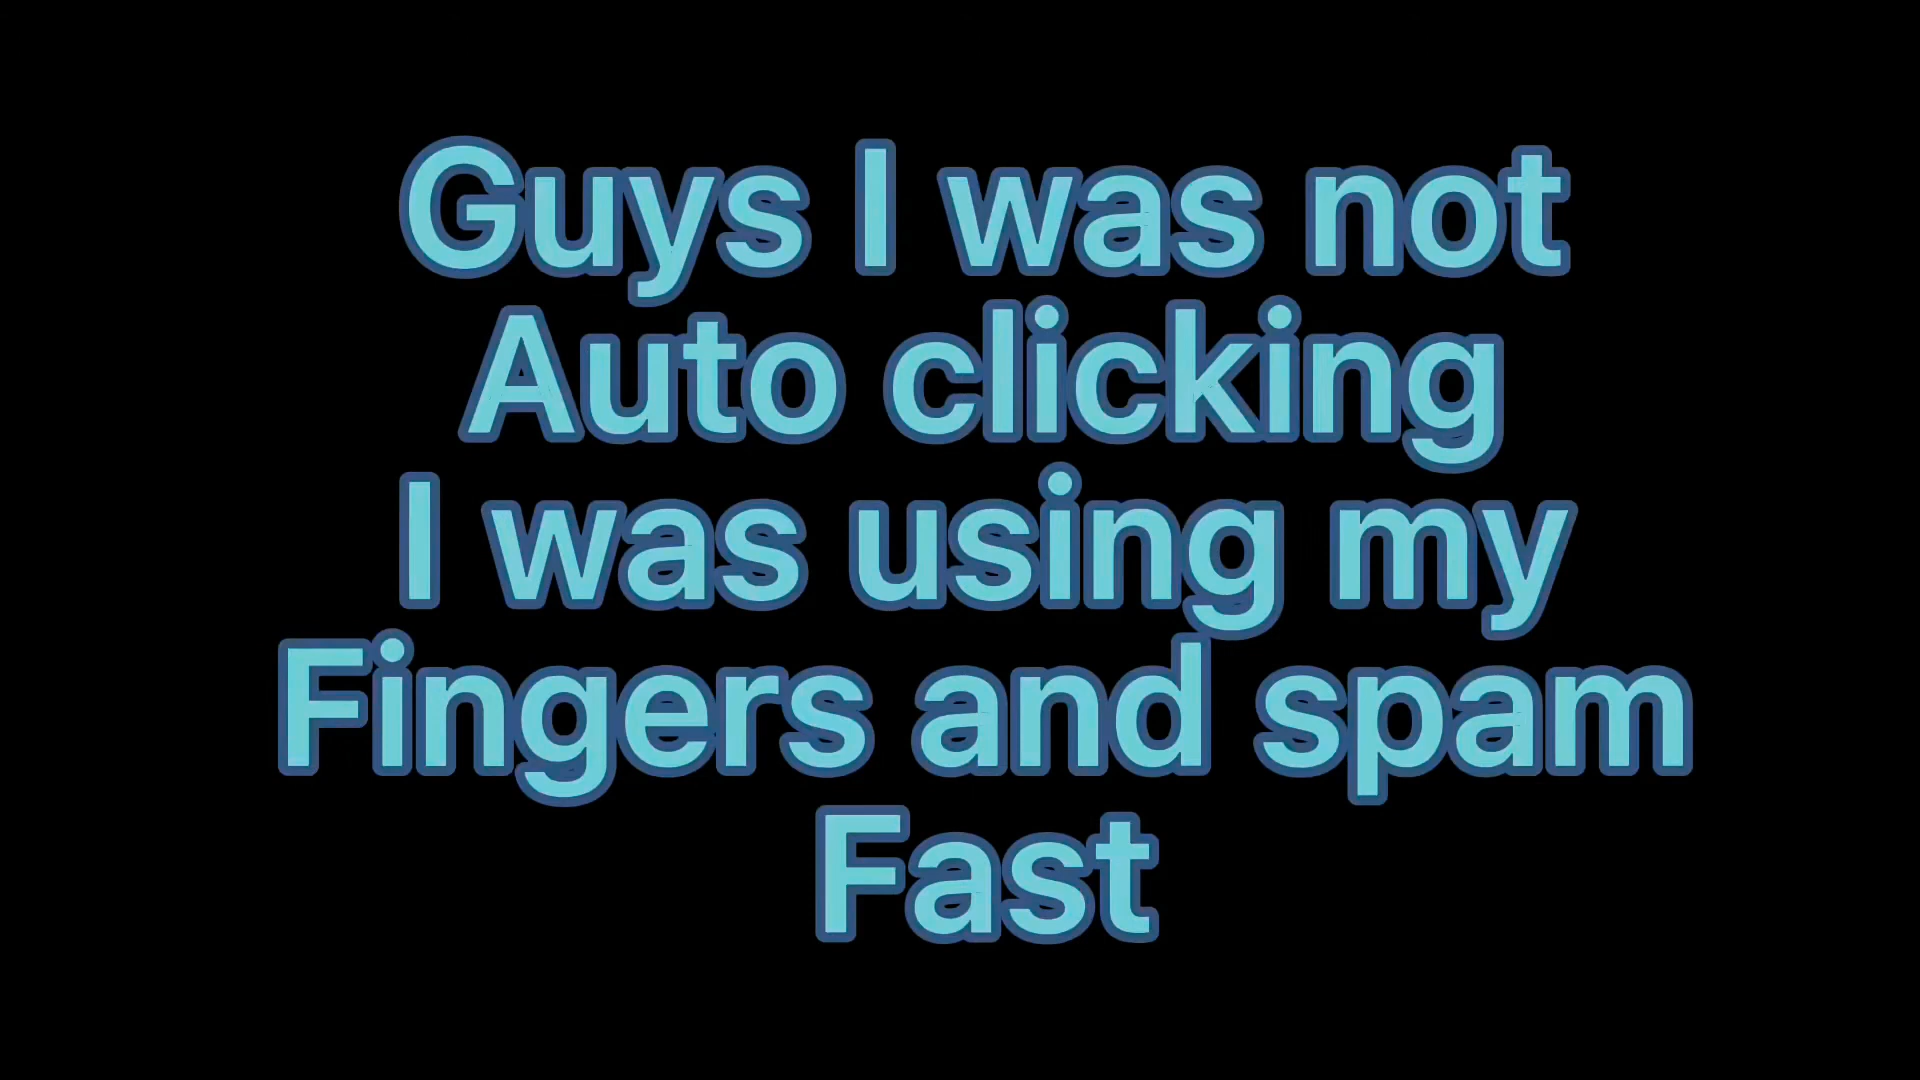 Guys I was not
Auto clicking
I was using my
Fingers and spam
Fast